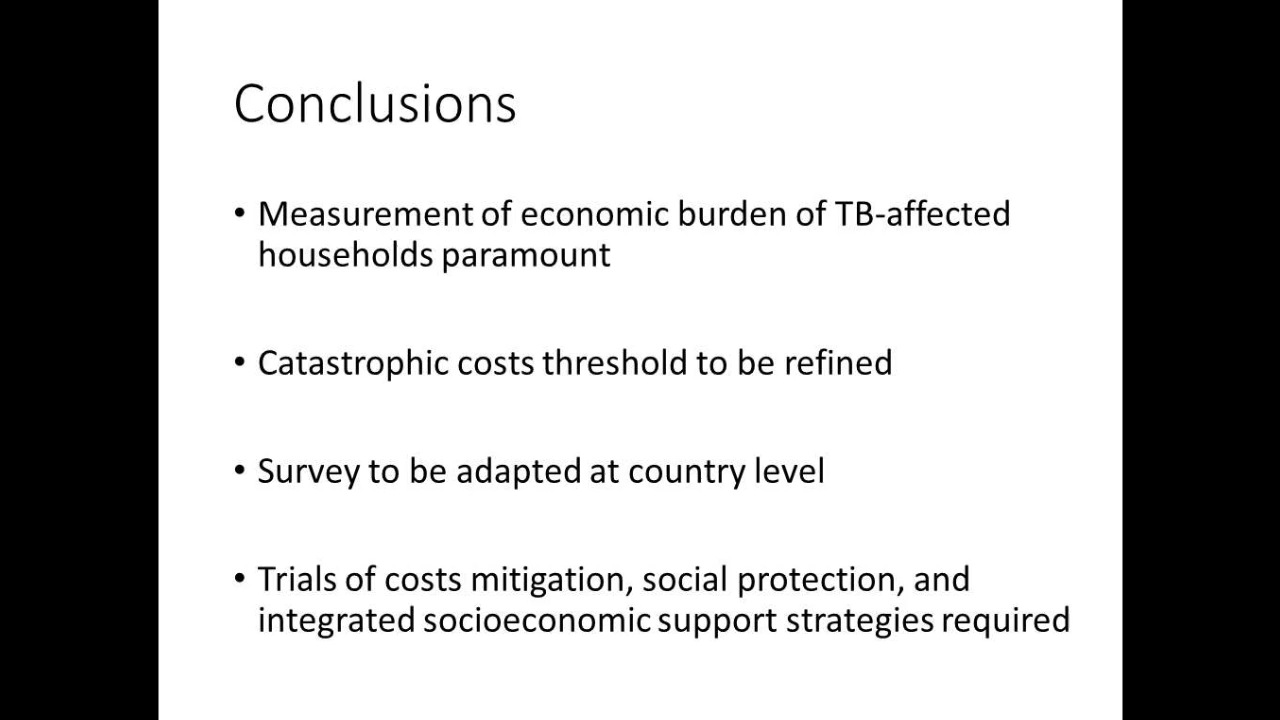 Conclusions
• Measurement of economic burden of TB-affected
households paramount
• Catastrophic costs threshold to be refined
• Survey to be adapted at country level
• Trials of costs mitigation, social protection, and
integrated socioeconomic support strategies required